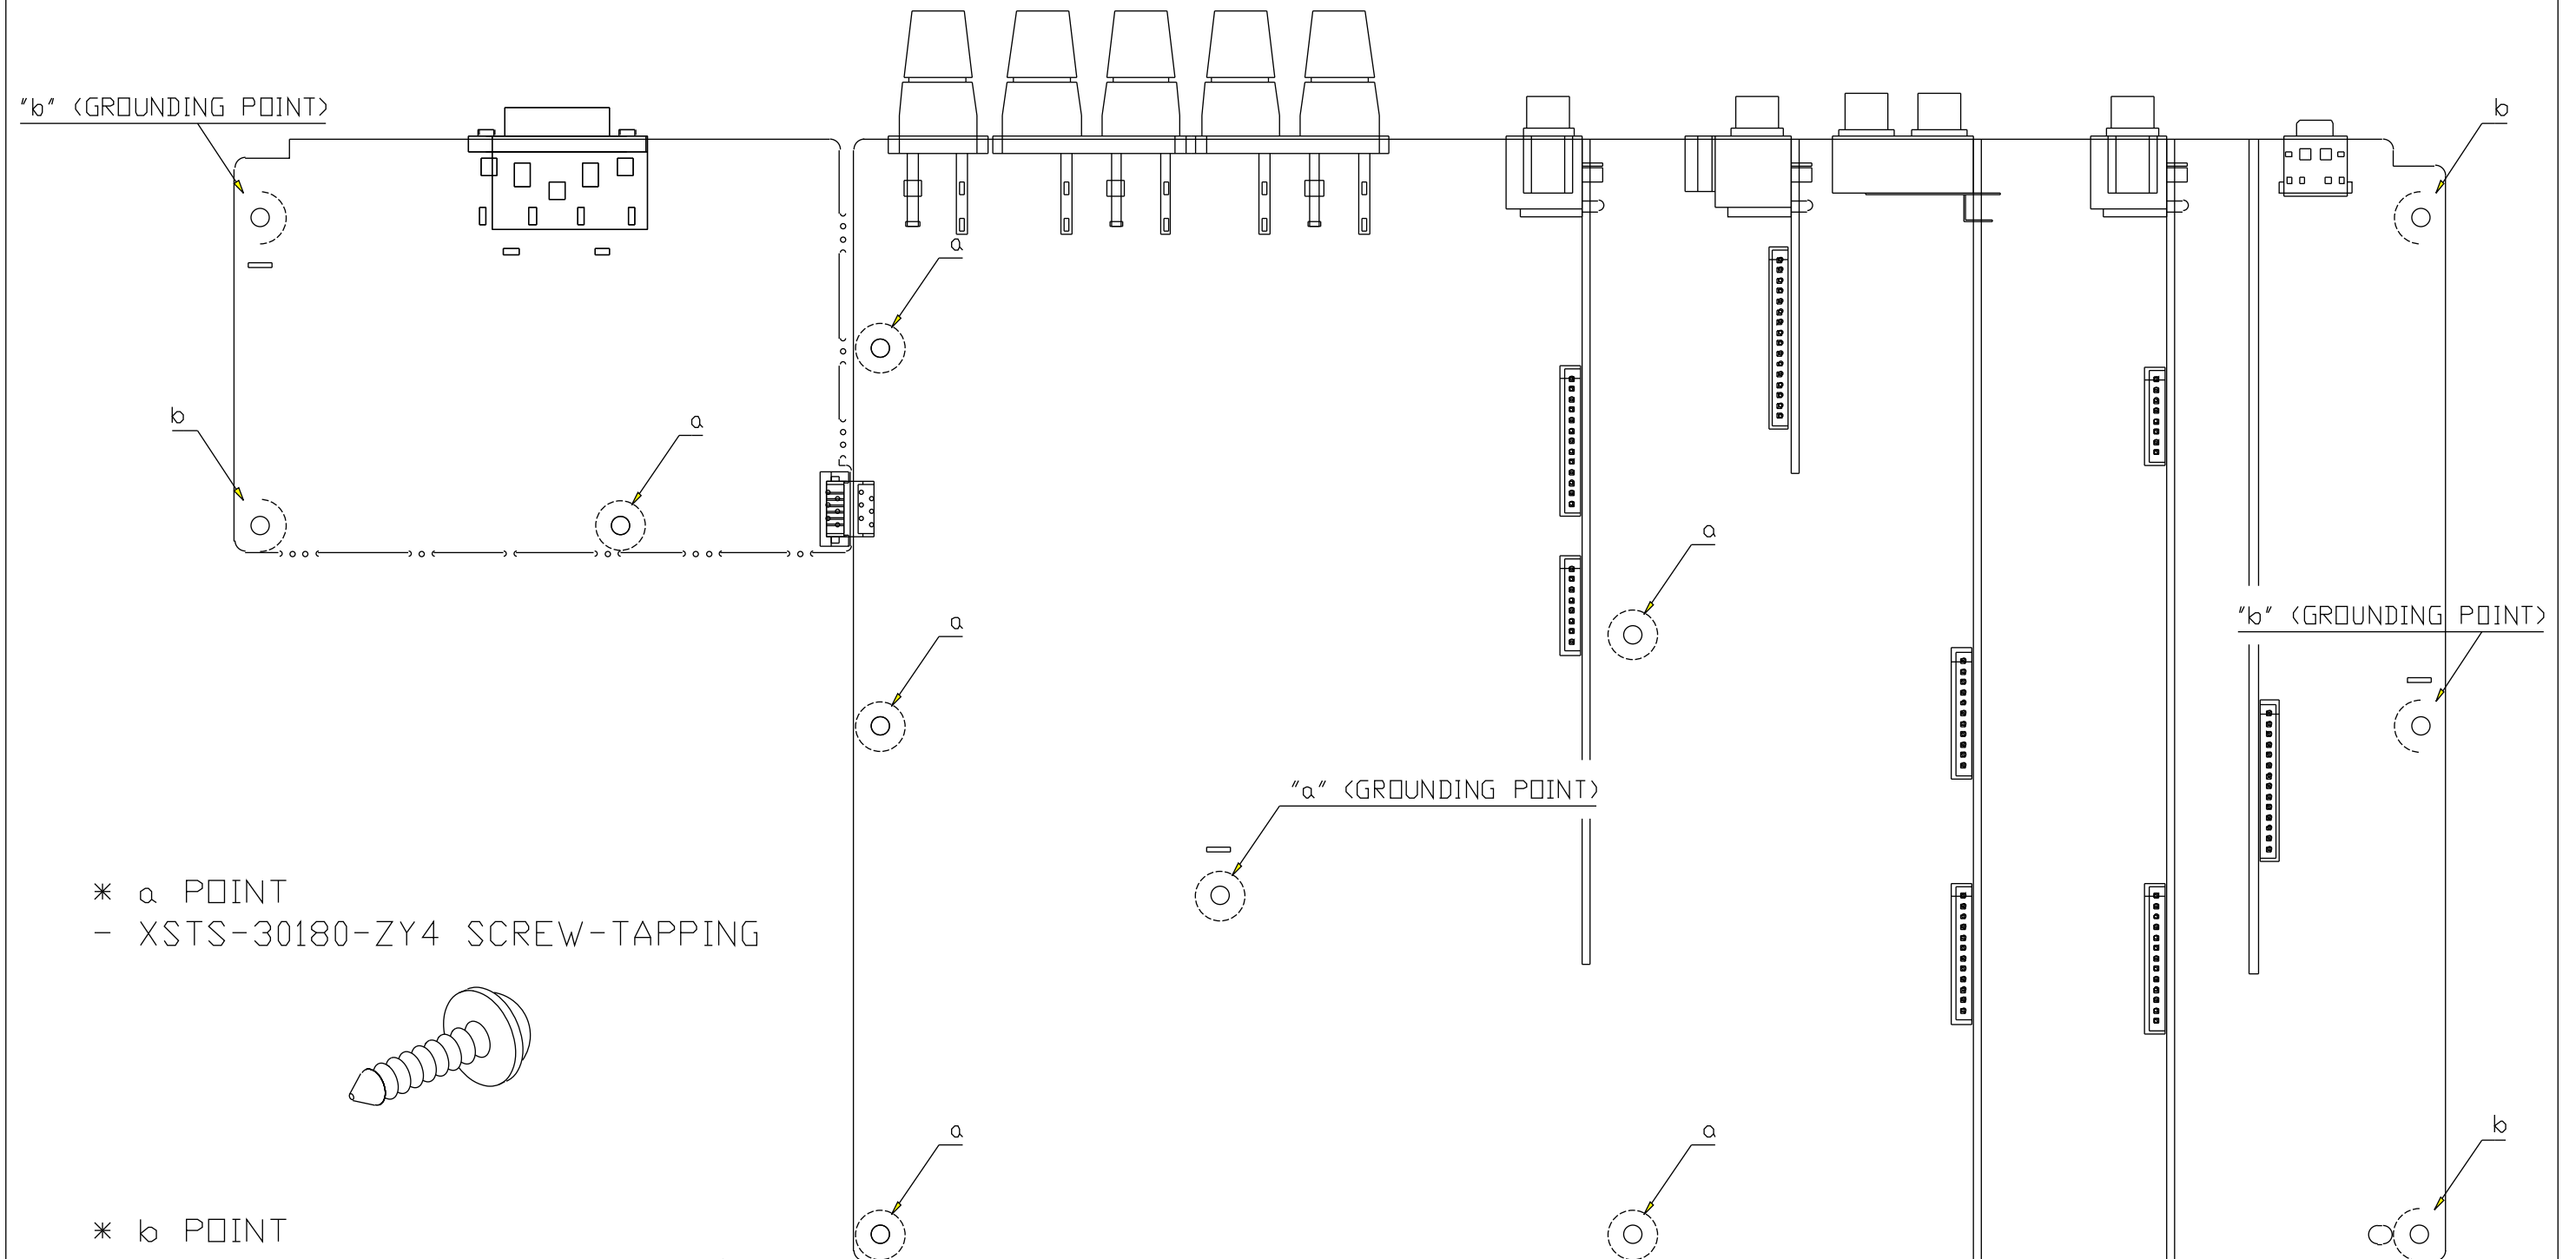 "b" (GROUNDING POINT)
b
a
b
a
a
a
"b" (GROUNDING POINT)
a
"a" (GROUNDING POINT)
* a POINT
- XSTS-30180-ZY4 SCREW-TAPPING
a
a
b
* b POINT